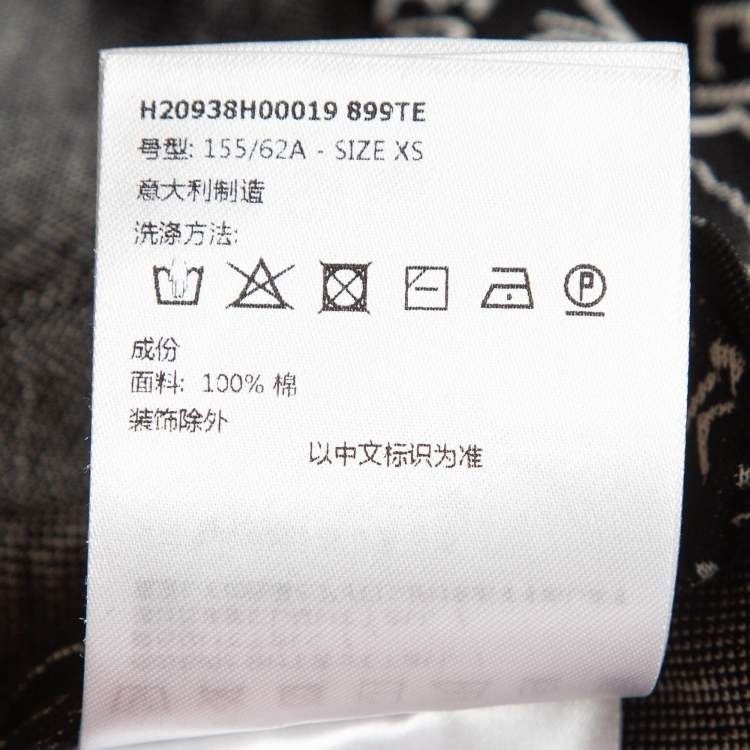 H20938H00019 899TE
号型: 155/62A - SIZE XS
意大利制造
洗涤方法:
P
成份
面料: 100% 棉
装饰除外
以中文标识为准